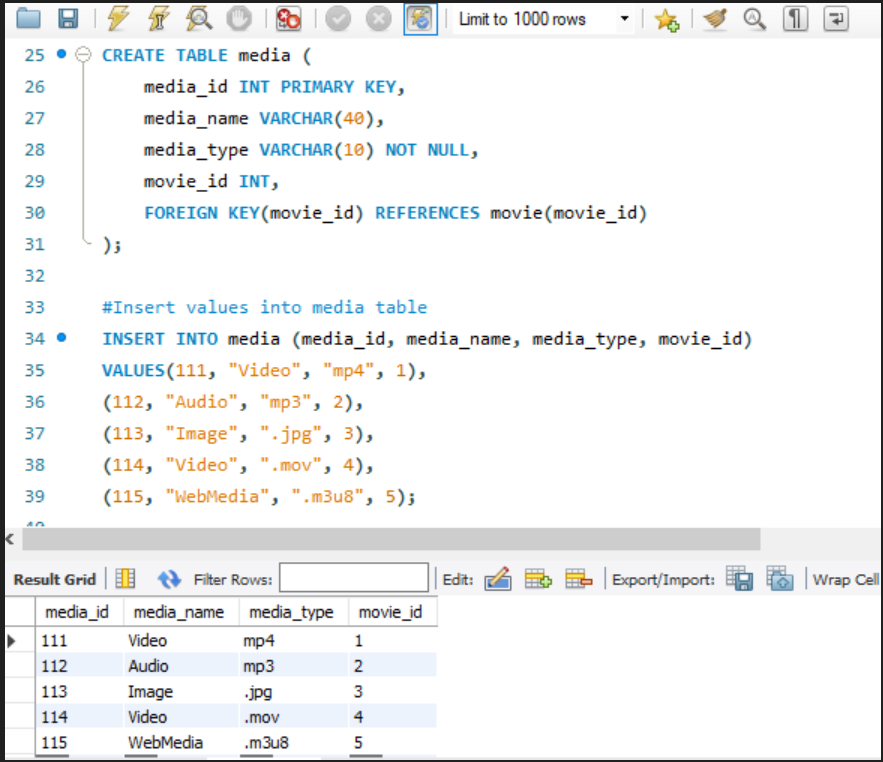 Limit to 1000 rows
25 CREATE TABLE media (
26 media_id INT PRIMARY KEY,
27 media_name VARCHAR(40),
28 media_type VARCHAR(10) NOT NULL,
29 movie_id INT,
30 FOREIGN KEY(movie_id) REFERENCES movie(movie_id)
31 );
32
33 #Insert values into media table
34 INSERT INTO media (media_id, media_name, media_type, movie_id)
35 VALUES(111, "Video", "mp4", 1),
36 (112, "Audio", "mp3", 2),
37 (113, "Image", ".jpg", 3),
38 (114, "Video", ".mov", 4),
39 (115, "WebMedia", ".m3u8", 5);
Result Grid Filter Rows: Edit: Export/Import: Wrap Cell
media_id media_name media_type movie_id
111 Video mp4 1
112 Audio mp3 2
113 Image .jpg 3
114 Video .mov 4
115 WebMedia .m3u8 5